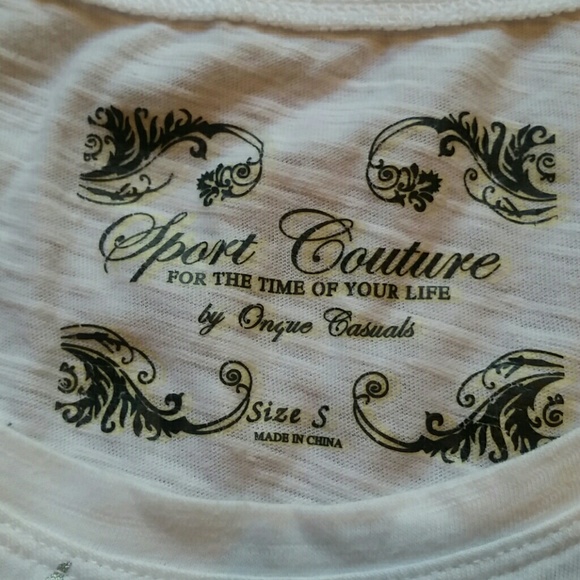 Sport Couture
FOR THE TIME OF YOUR LIFE
by Onque Casuals
Size S
MADE IN CHINA